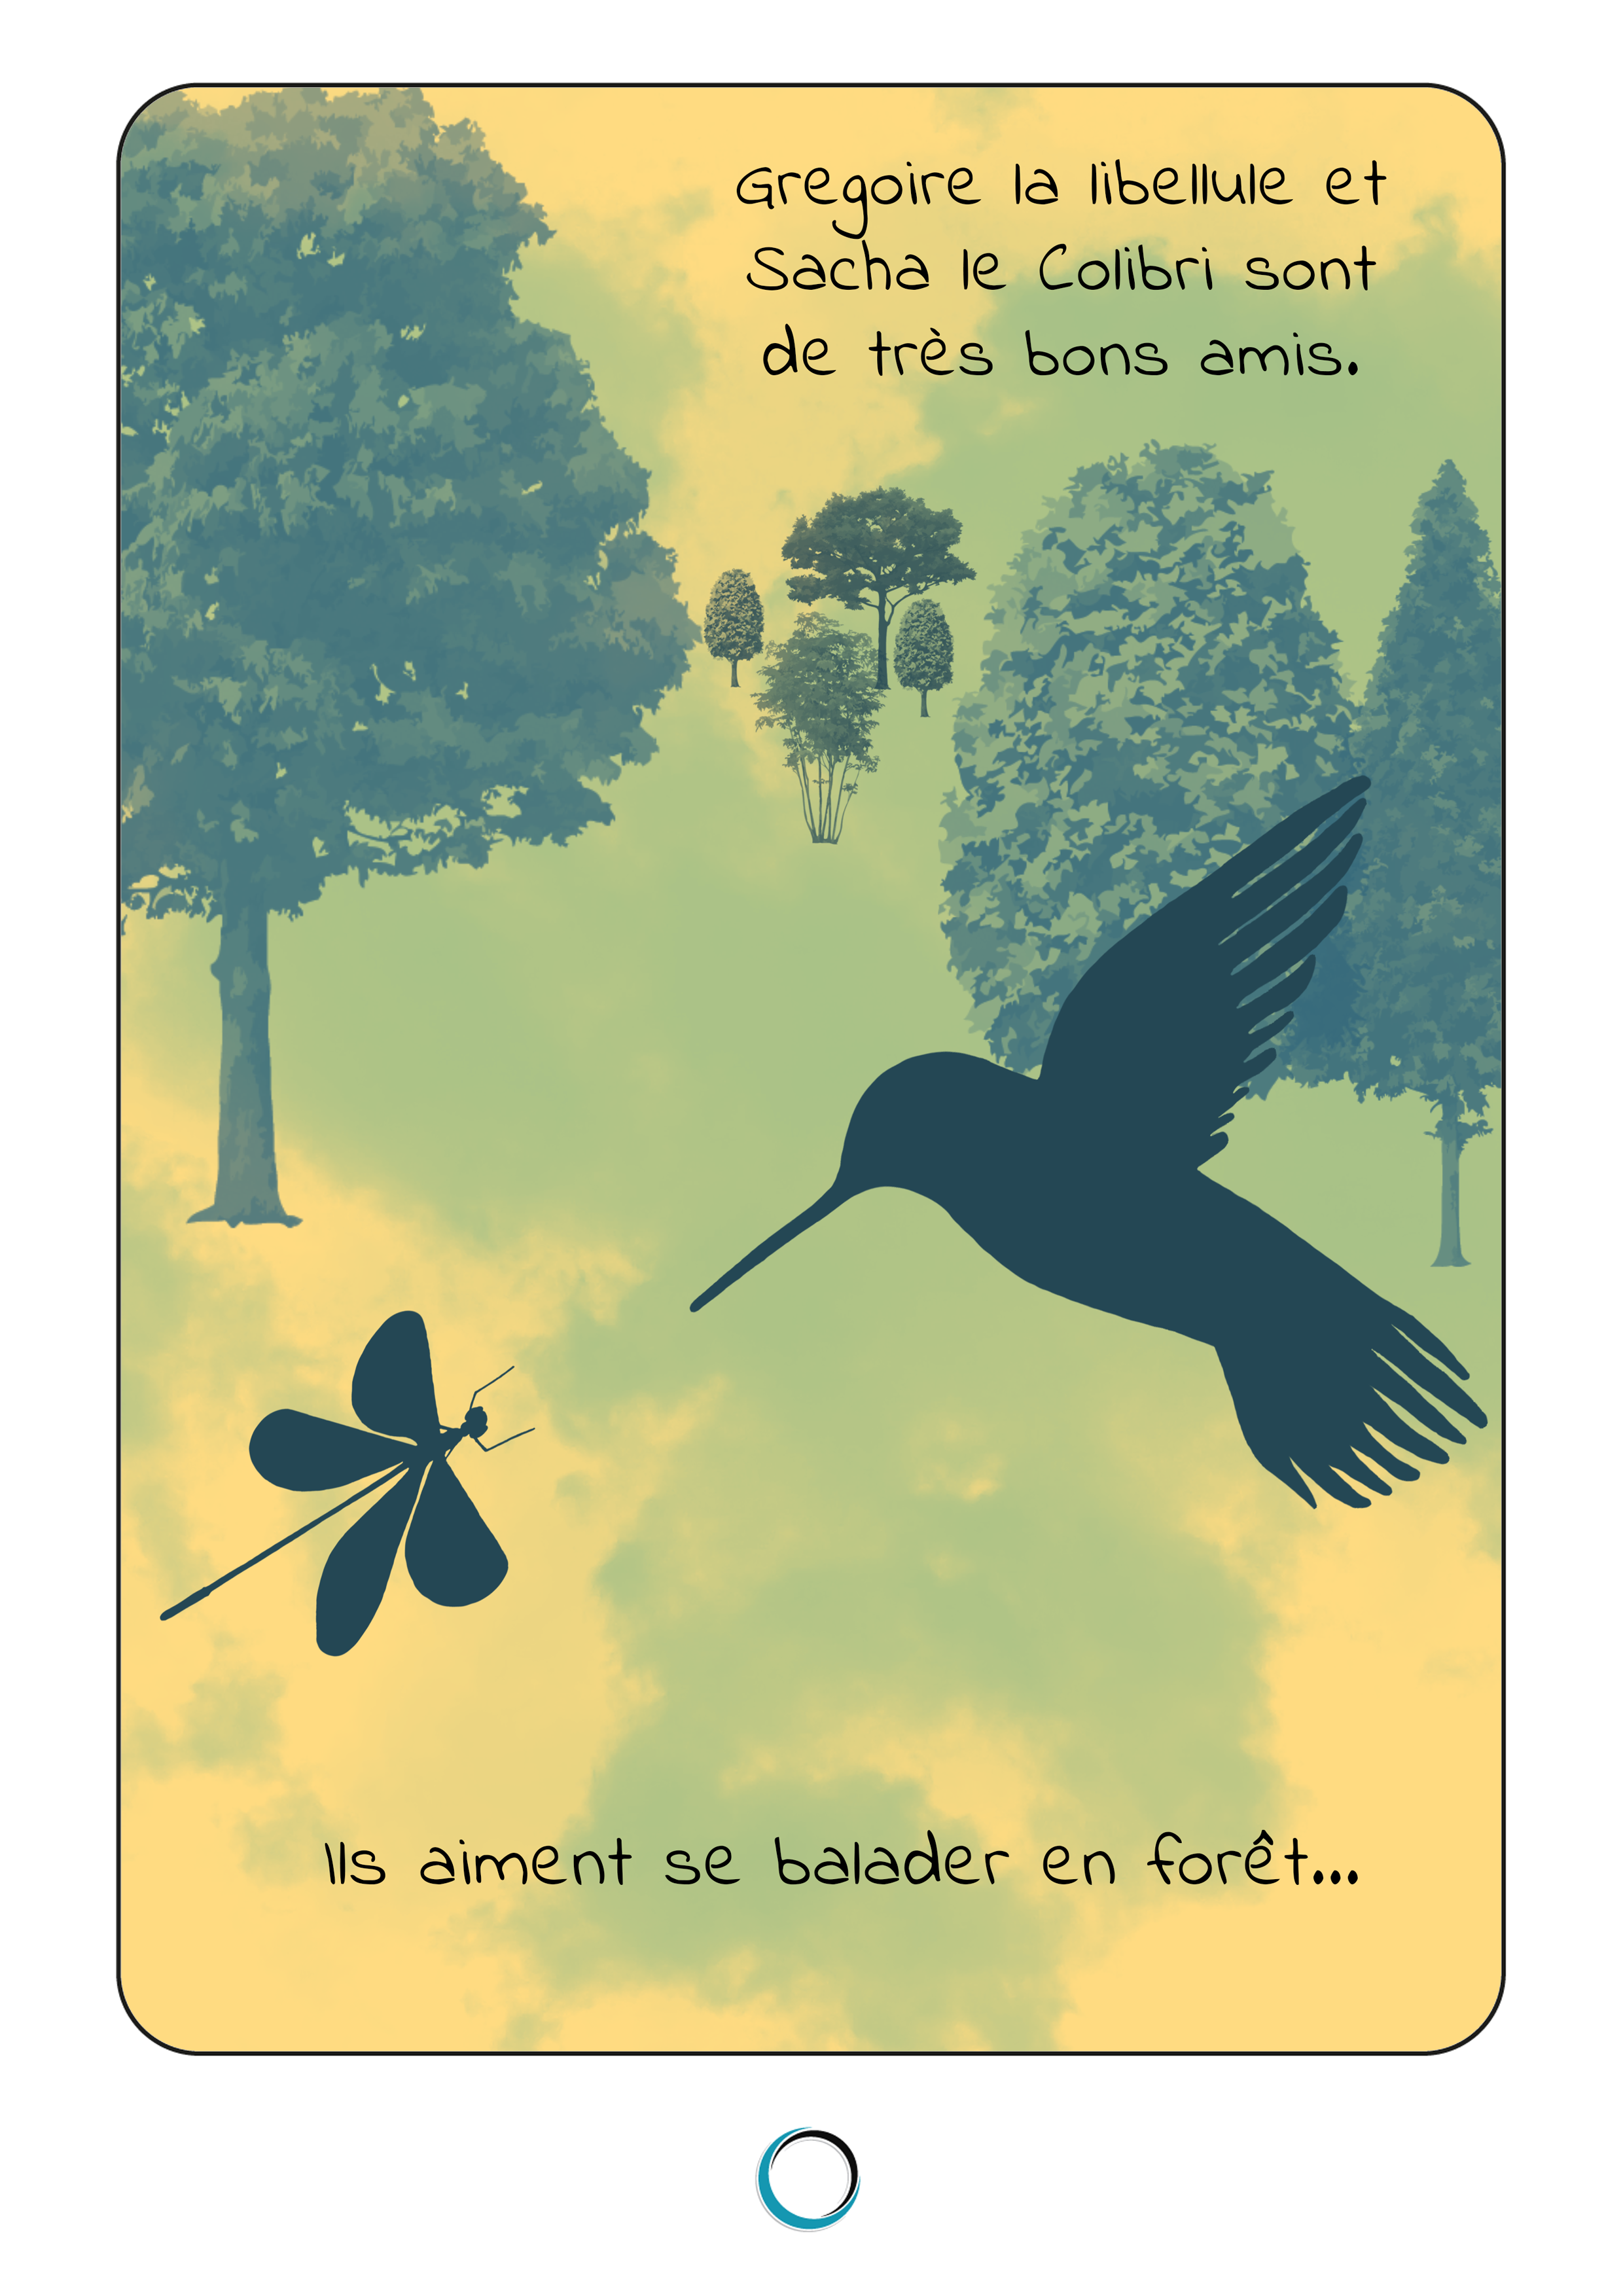 Gregoire la libellule et
Sacha le Colibri sont
de très bons amis.
Ils aiment se balader en forêt...